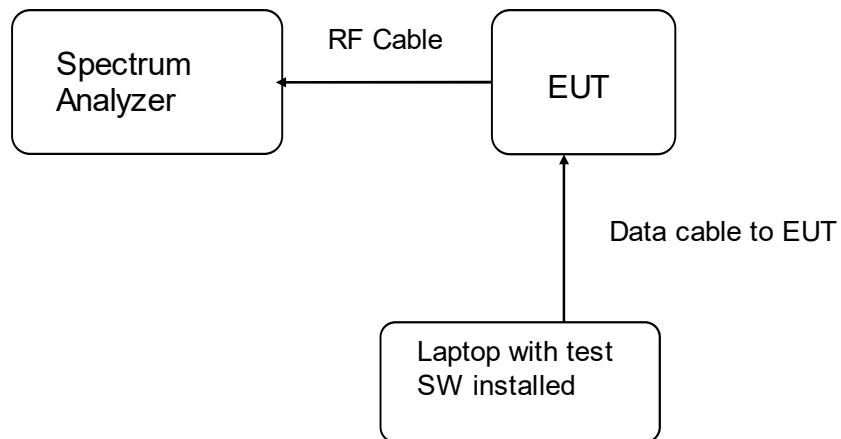 RF Cable
Spectrum
Analyzer
EUT
Data cable to EUT
Laptop with test
SW installed